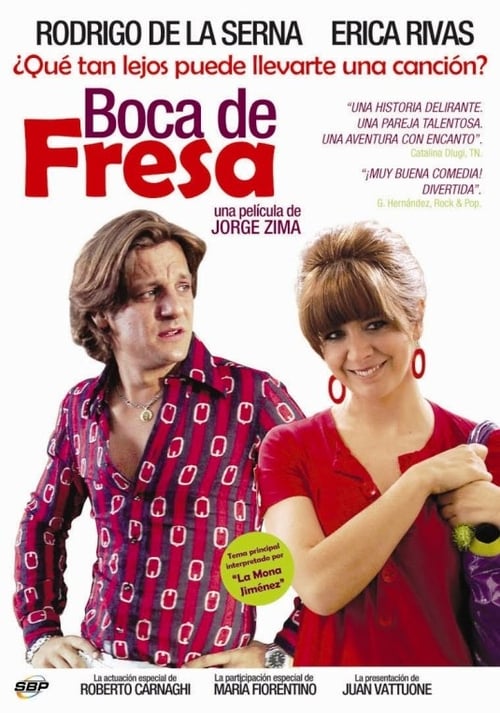 RODRIGO DE LA SERNA ERICA RIVAS
¿Qué tan lejos puede llevarte una canción?
Boca de
Fresa
una película de
JORGE ZIMA
"UNA HISTORIA DELIRANTE.
UNA PAREJA TALENTOSA.
UNA AVENTURA CON ENCANTO".
Catalina Dlugi, TN.
"¡MUY BUENA COMEDIA!
DIVERTIDA".
G. Hernández, Rock & Pop.
Tema principal
interpretado por
"La Mona
Jiménez"
SBP
La actuación especial de
ROBERTO CARNAGHI
La participación especial de
MARÍA FIORENTINO
La presentación de
JUAN VATTUONE